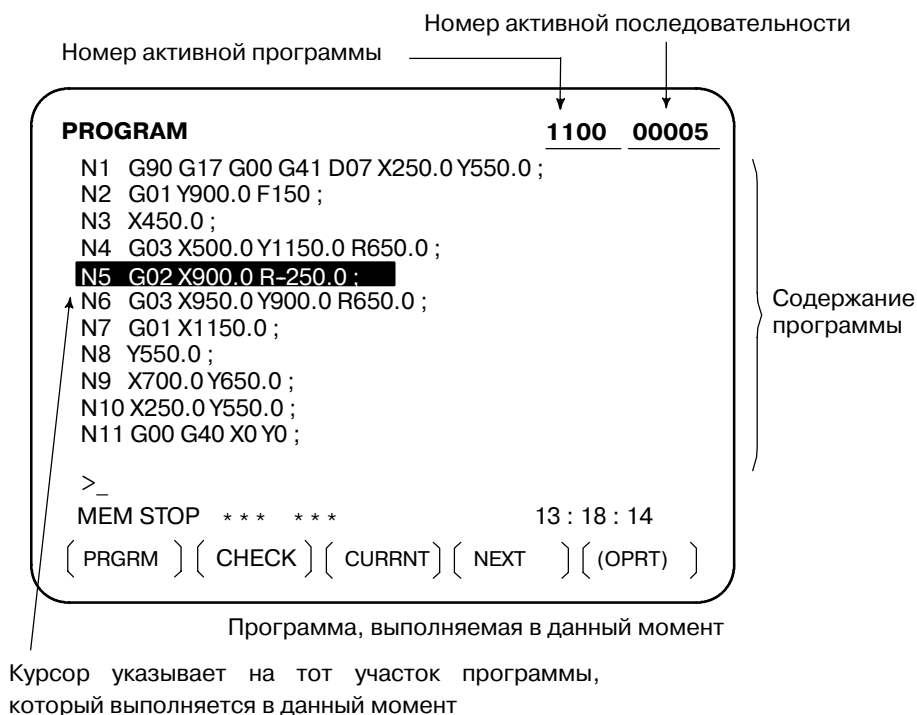 Номер активной последовательности
Номер активной программы
PROGRAM 1100 00005
N1 G90 G17 G00 G41 D07 X250.0 Y550.0 ;
N2 G01 Y900.0 F150 ;
N3 X450.0 ;
N4 G03 X500.0 Y1150.0 R650.0 ;
N5 G02 X900.0 R-250.0 ;
N6 G03 X950.0 Y900.0 R650.0 ;
N7 G01 X1150.0 ;
N8 Y550.0 ;
N9 X700.0 Y650.0 ;
N10 X250.0 Y550.0 ;
N11 G00 G40 X0 Y0 ;
Содержание
программы
>_
MEM STOP * * * * * * 13 : 18 : 14
PRGRM CHECK CURRNT NEXT (OPRT)
Программа, выполняемая в данный момент
Курсор указывает на тот участок программы,
который выполняется в данный момент